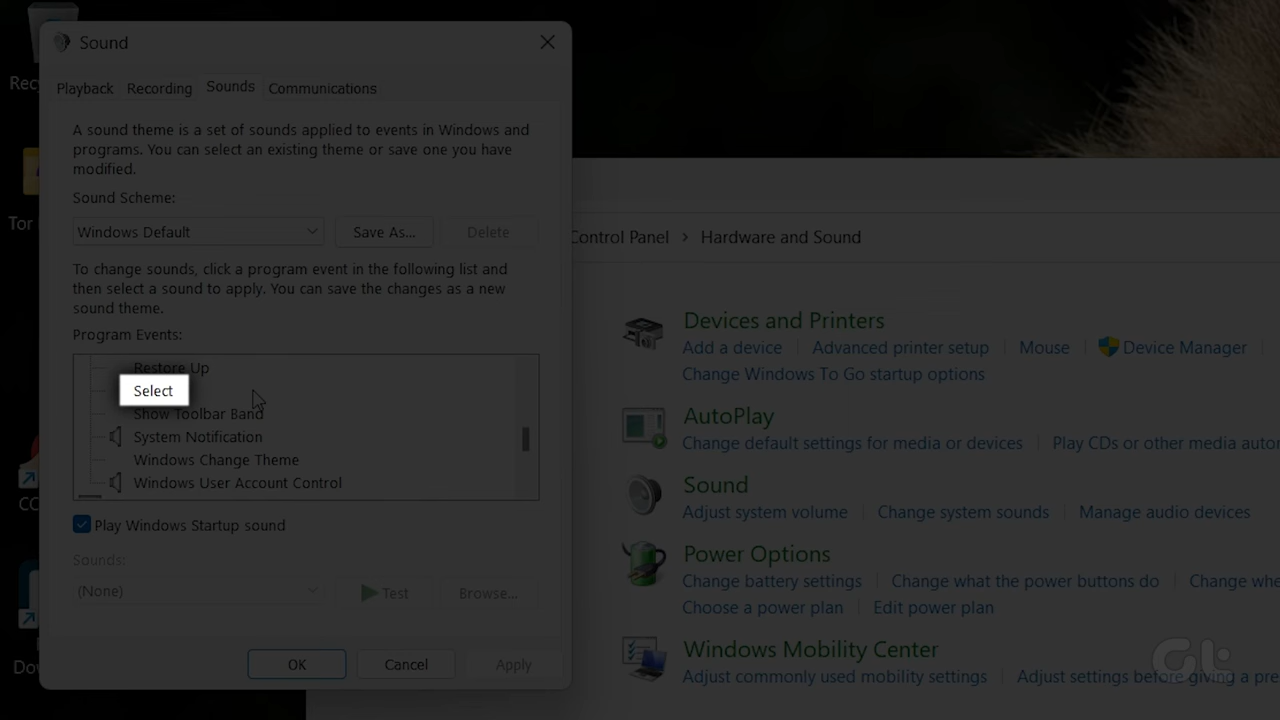 Recy
Tor
CC
Dow
Sound
Playback Recording Sounds Communications
A sound theme is a set of sounds applied to events in Windows and
programs. You can select an existing theme or save one you have
modified.
Sound Scheme:
Windows Default Save As... Delete
To change sounds, click a program event in the following list and
then select a sound to apply. You can save the changes as a new
sound theme.
Program Events:
Restore Up
Select
Show Toolbar Band
System Notification
Windows Change Theme
Windows User Account Control
Play Windows Startup sound
Sounds:
(None) Test Browse...
OK Cancel Apply
Control Panel > Hardware and Sound
Devices and Printers
Add a device Advanced printer setup Mouse Device Manager
Change Windows To Go startup options
AutoPlay
Change default settings for media or devices Play CDs or other media autor
Sound
Adjust system volume Change system sounds Manage audio devices
Power Options
Change battery settings Change what the power buttons do Change whe
Choose a power plan Edit power plan
Windows Mobility Center
Adjust commonly used mobility settings Adjust settings before giving a pre
Gt